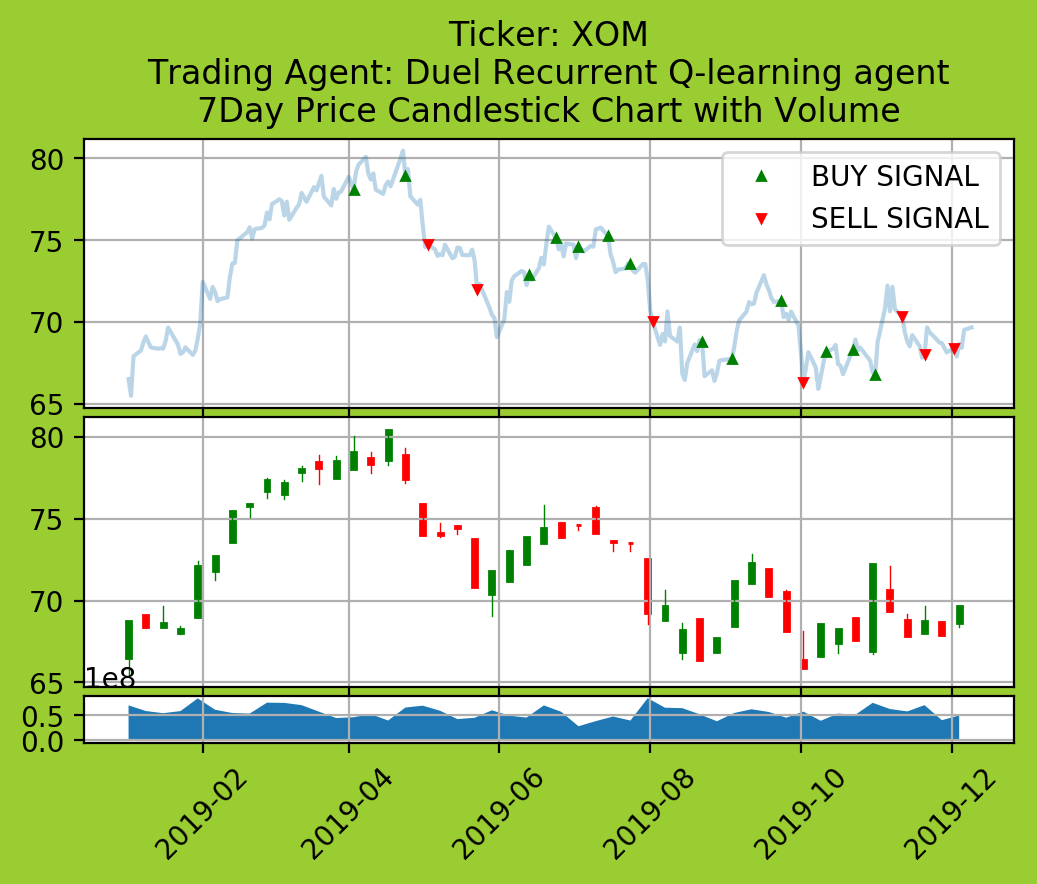 Ticker: XOM
Trading Agent: Duel Recurrent Q-learning agent
7Day Price Candlestick Chart with Volume
80
75
70
65
BUY SIGNAL
SELL SIGNAL
80
75
70
65
1e8
0.5
0.0
2019-02
2019-04
2019-06
2019-08
2019-10
2019-12